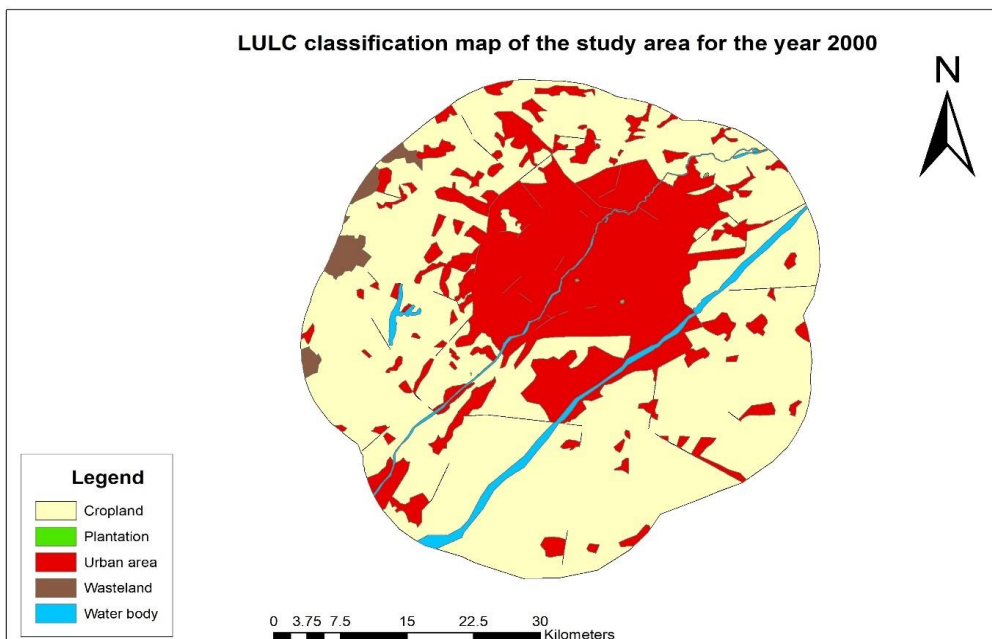 LULC classification map of the study area for the year 2000
N
Legend
Cropland
Plantation
Urban area
Wasteland
Water body
0 3.75 7.5 15 22.5 30
Kilometers